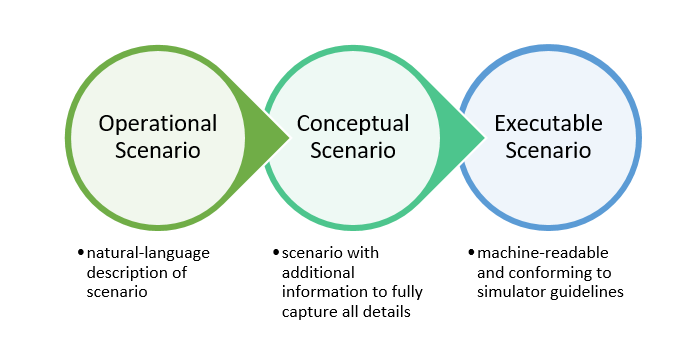 Operational
Scenario
Conceptual
Scenario
Executable
Scenario
•natural-language
description of
scenario
•scenario with
additional
information to fully
capture all details
•machine-readable
and conforming to
simulator guidelines